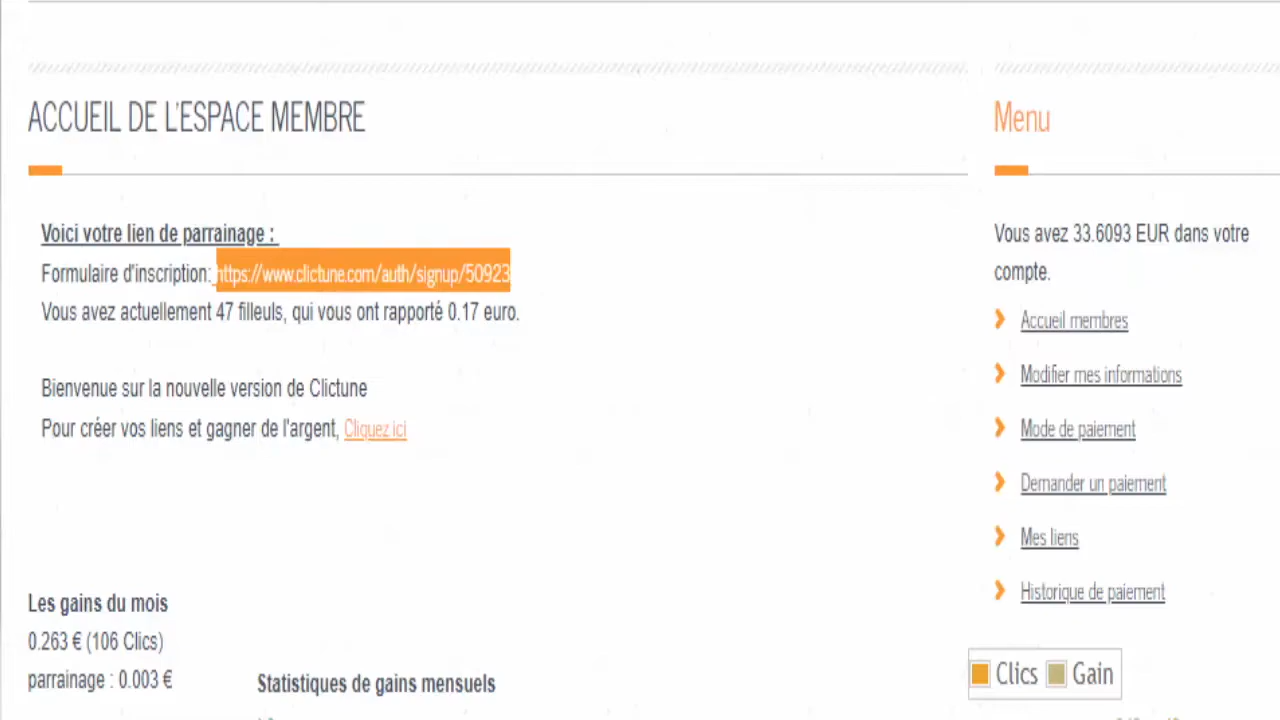 ACCUEIL DE L'ESPACE MEMBRE
Voici votre lien de parrainage :
Formulaire d'inscription: https://www.clictune.com/auth/signup/50923
Vous avez actuellement 47 filleuls, qui vous ont rapporté 0.17 euro.
Bienvenue sur la nouvelle version de Clictune
Pour créer vos liens et gagner de l'argent, Cliquez ici
Les gains du mois
0.263 € (106 Clics)
parrainage : 0.003 €
Statistiques de gains mensuels
Menu
Vous avez 33.6093 EUR dans votre
compte.
Accueil membres
Modifier mes informations
Mode de paiement
Demander un paiement
Mes liens
Historique de paiement
Clics Gain